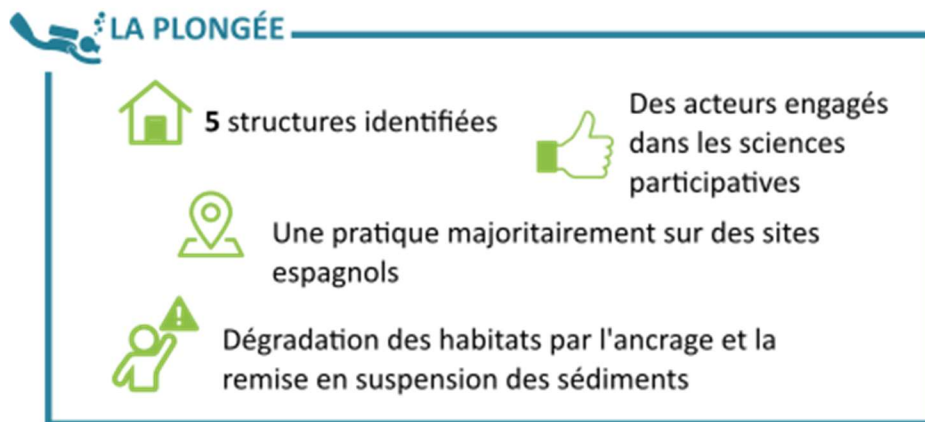 LA PLONGÉE
5 structures identifiées
Des acteurs engagés
dans les sciences
participatives
Une pratique majoritairement sur des sites
espagnols
Dégradation des habitats par l'ancrage et la
remise en suspension des sédiments